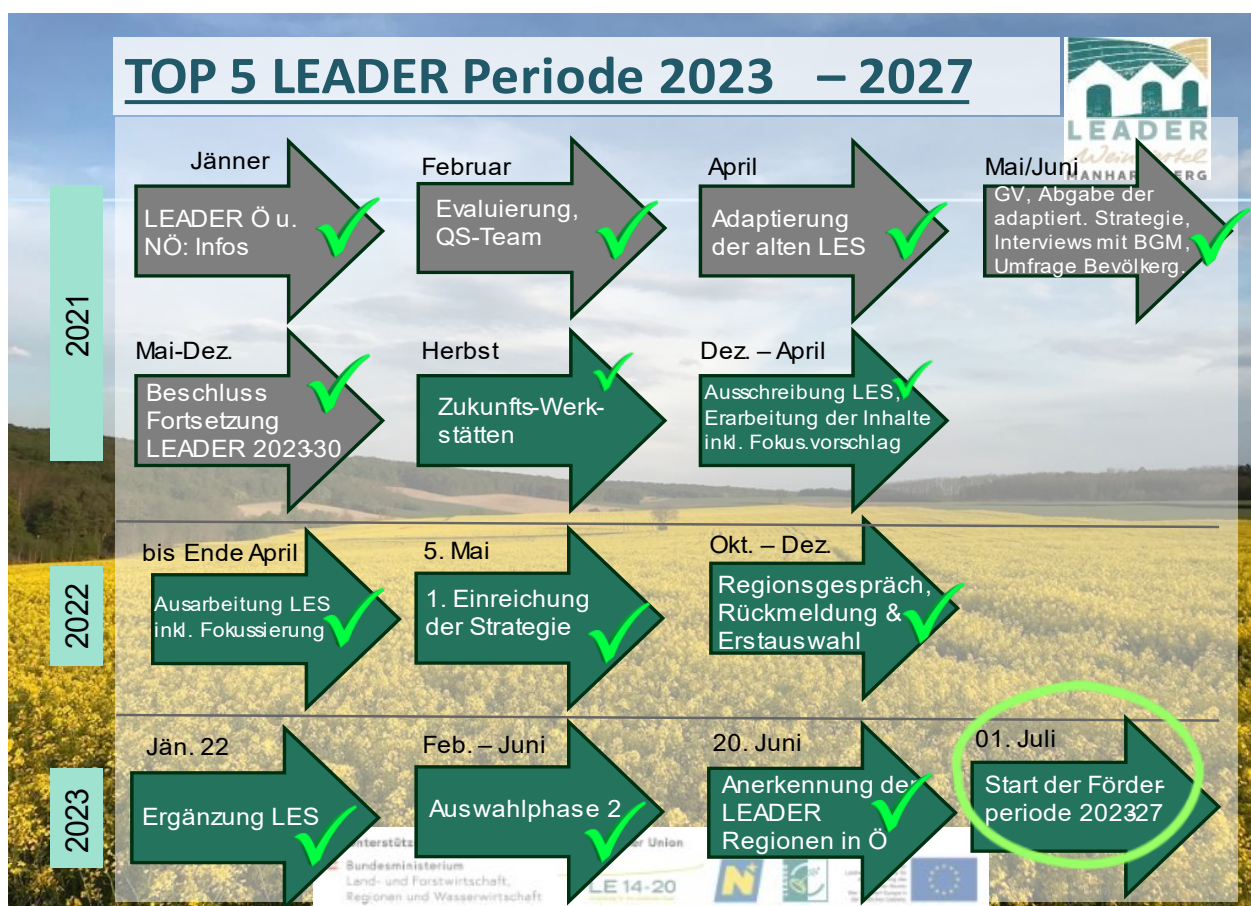 TOP 5 LEADER Periode 2023 – 2027
LEADER
Weinviertel
2021
Jänner
LEADER Ö u.
NÖ: Infos
Februar
Evaluierung,
QS-Team
April
Adaptierung
der alten LES
Mai/Juni
GV, Abgabe der
adaptiert. Strategie,
Interviews mit BGM,
Umfrage Bevölkerg.
Mai-Dez.
Beschluss
Fortsetzung
LEADER 2023-30
Herbst
Zukunfts-Werk-
stätten
Dez. – April
Ausschreibung LES,
Erarbeitung der Inhalte
inkl. Fokus.vorschlag
2022
bis Ende April
Ausarbeitung LES
inkl. Fokussierung
5. Mai
1. Einreichung
der Strategie
Okt. – Dez.
Regionsgespräch,
Rückmeldung &
Erstauswahl
2023
Jän. 22
Ergänzung LES
Feb. – Juni
Auswahlphase 2
20. Juni
Anerkennung der
LEADER
Regionen in Ö
01. Juli
Start der Förder-
periode 2023-27
Union
Bundesministerium
Land- und Forstwirtschaft,
Regionen und Wasserwirtschaft
LE 14-20
N